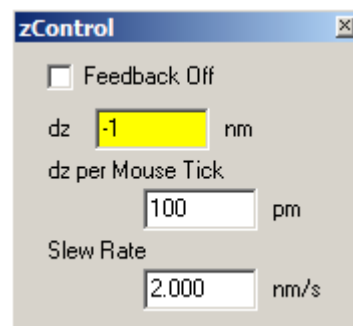 zControl
Feedback Off
dz -1 nm
dz per Mouse Tick
100 pm
Slew Rate
2.000 nm/s